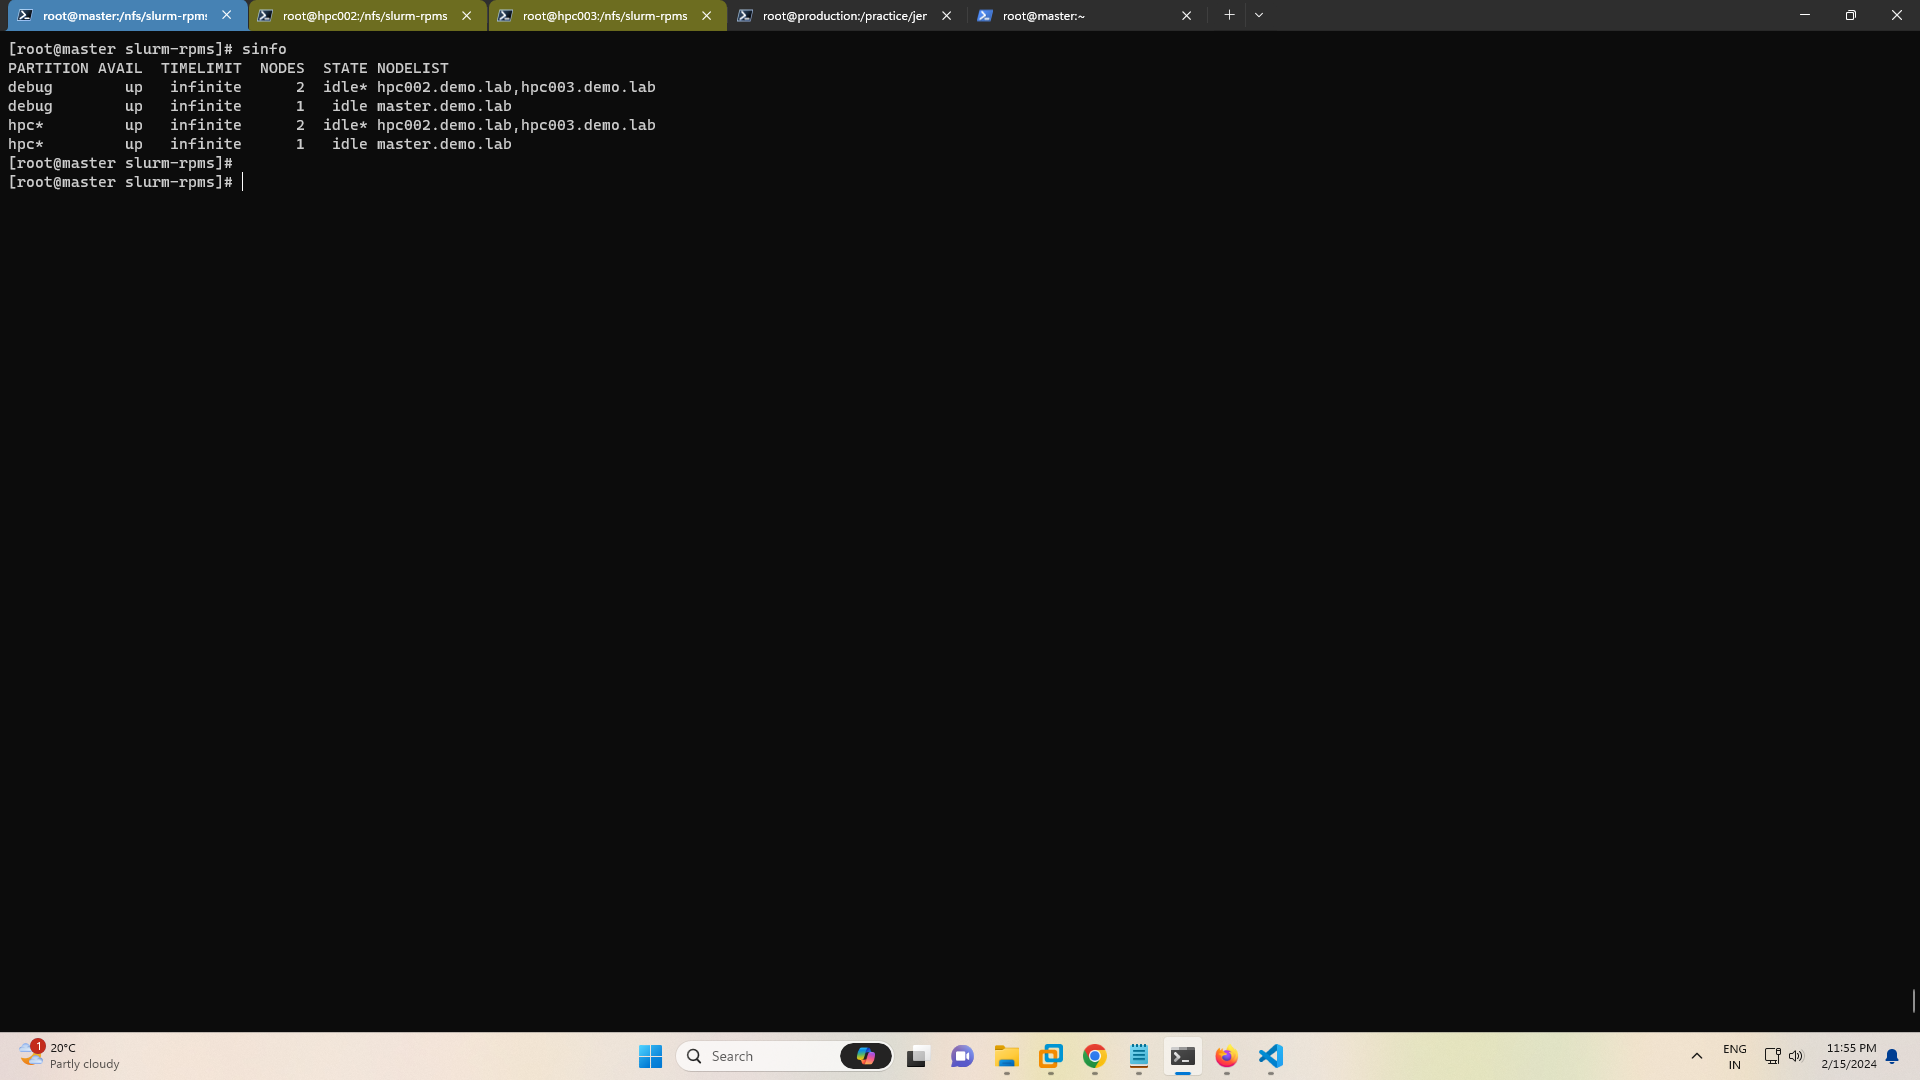 root@master:/nfs/slurm-rpms root@hpc002:/nfs/slurm-rpms root@hpc003:/nfs/slurm-rpms root@production:/practice/jer root@master:~
[root@master slurm-rpms]# sinfo
PARTITION AVAIL  TIMELIMIT  NODES  STATE NODELIST
debug        up   infinite      2  idle* hpc002.demo.lab,hpc003.demo.lab
debug        up   infinite      1   idle master.demo.lab
hpc*         up   infinite      2  idle* hpc002.demo.lab,hpc003.demo.lab
hpc*         up   infinite      1   idle master.demo.lab
[root@master slurm-rpms]#
[root@master slurm-rpms]#
1
20°C
Partly cloudy
Search
ENG
IN
11:55 PM
2/15/2024